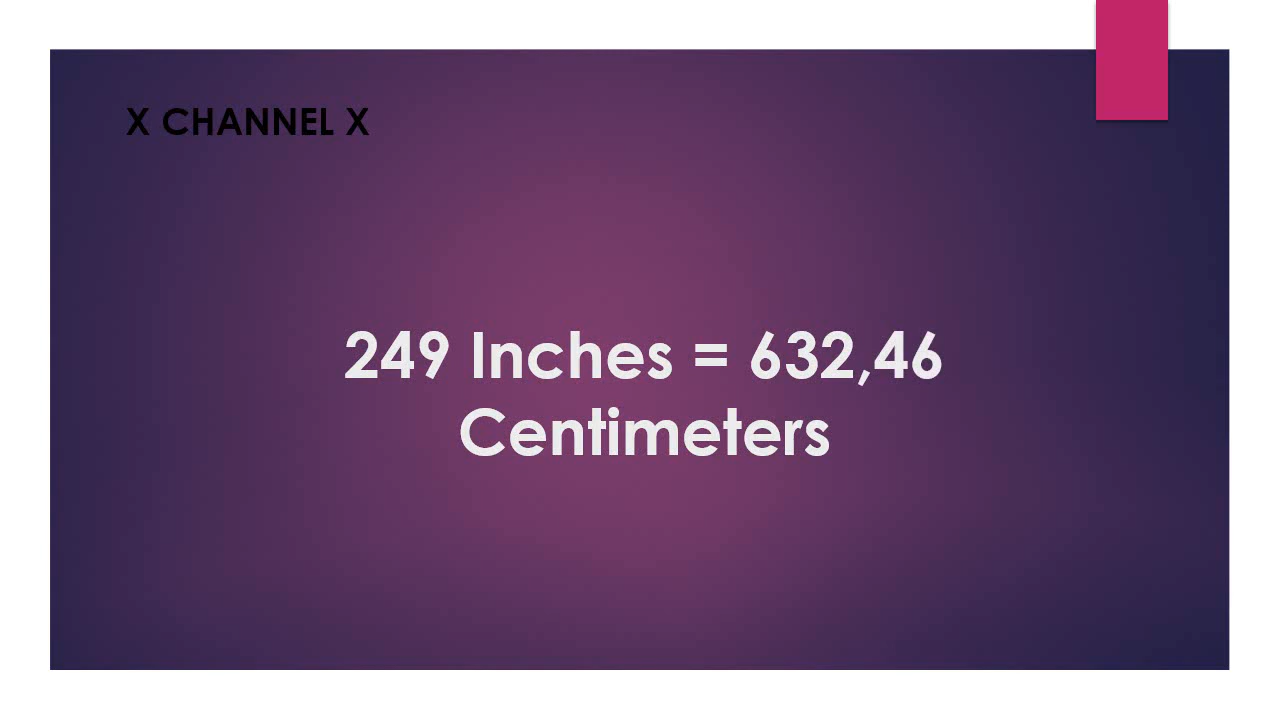 X CHANNEL X
249 Inches = 632,46
Centimeters